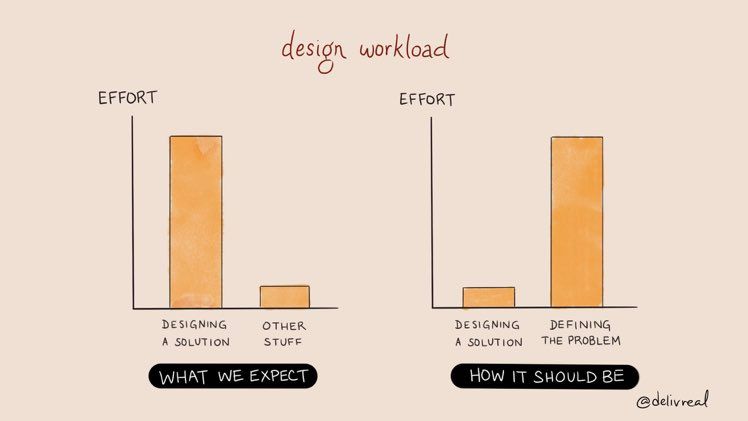 design workload
EFFORT
DESIGNING
A SOLUTION
OTHER
STUFF
WHAT WE EXPECT
EFFORT
DESIGNING
A SOLUTION
DEFINING
THE PROBLEM
HOW IT SHOULD BE
@delivreal